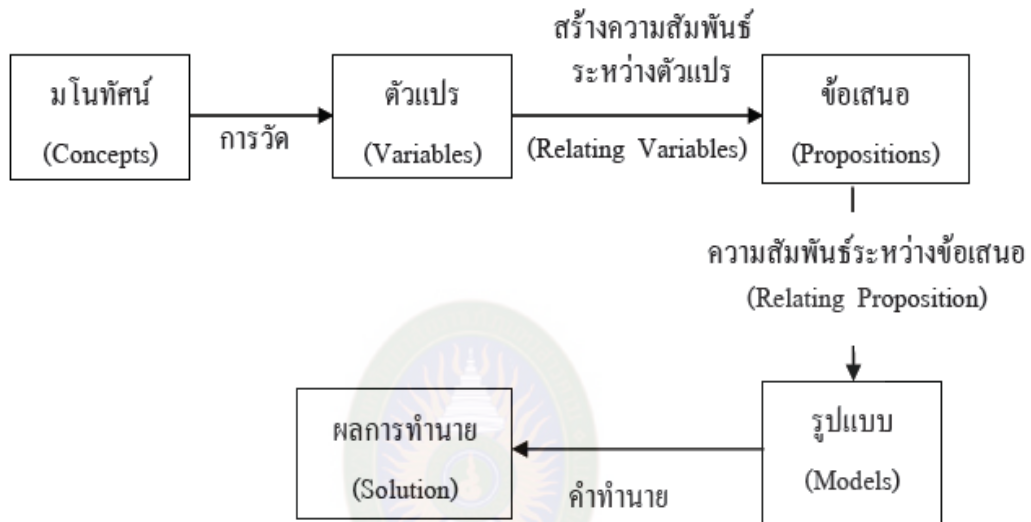 มโนทัศน์
(Concepts)
การวัด
ตัวแปร
(Variables)
สร้างความสัมพันธ์
ระหว่างตัวแปร
(Relating Variables)
ข้อเสนอ
(Propositions)
ความสัมพันธ์ระหว่างข้อเสนอ
(Relating Proposition)
รูปแบบ
(Models)
คำทำนาย
ผลการทำนาย
(Solution)